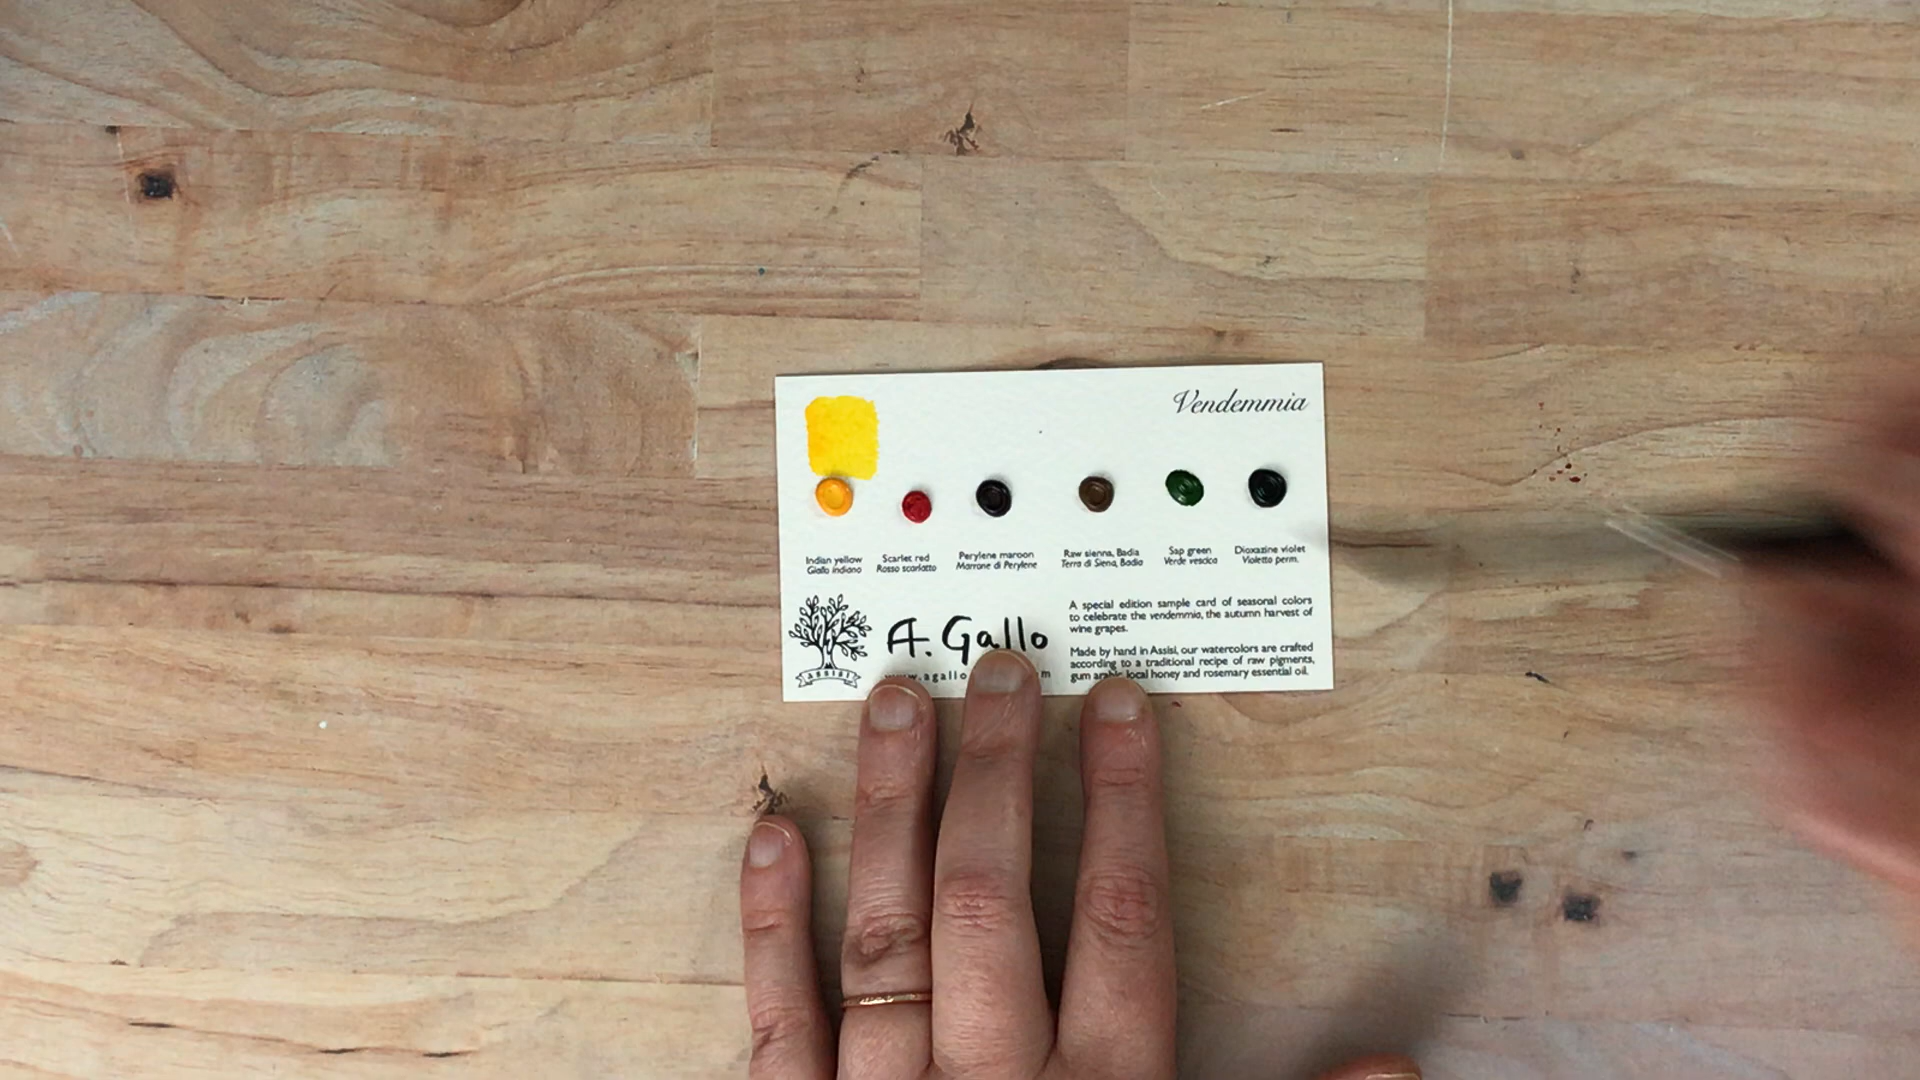 Vendemmia
Indian yellow
Giallo indiano
Scarlet red
Rosso scarlatto
Perylene maroon
Marrone di Perylene
Raw sienna, Badia
Terra di Siena, Badia
Sap green
Verde vescica
Dioxazine violet
Violetto perm.
ASSISI
A. Gallo
www.agallo
m
A special edition sample card of seasonal colors
to celebrate the vendemmia, the autumn harvest of
wine grapes.
Made by hand in Assisi, our watercolors are crafted
according to a traditional recipe of raw pigments,
gum arabic, local honey and rosemary essential oil.